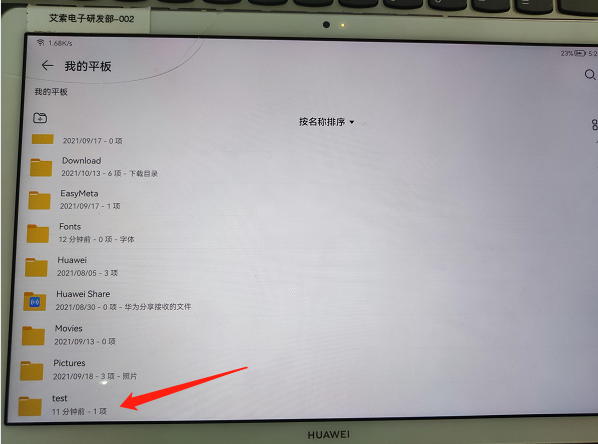 艾索电子研发部-002
1.68K/s
23%
我的平板
我的平板
按名称排序
2021/09/17 - 0 项
Download
2021/10/13 - 6 项 - 下载目录
EasyMeta
2021/09/17 - 1 项
Fonts
12 分钟前 - 0 项 - 字体
Huawei
2021/08/05 - 3 项
Huawei Share
2021/08/30 - 0 项 - 华为分享接收的文件
Movies
2021/09/13 - 0 项
Pictures
2021/09/18 - 3 项 - 照片
test
11 分钟前 - 1 项
HUAWEI